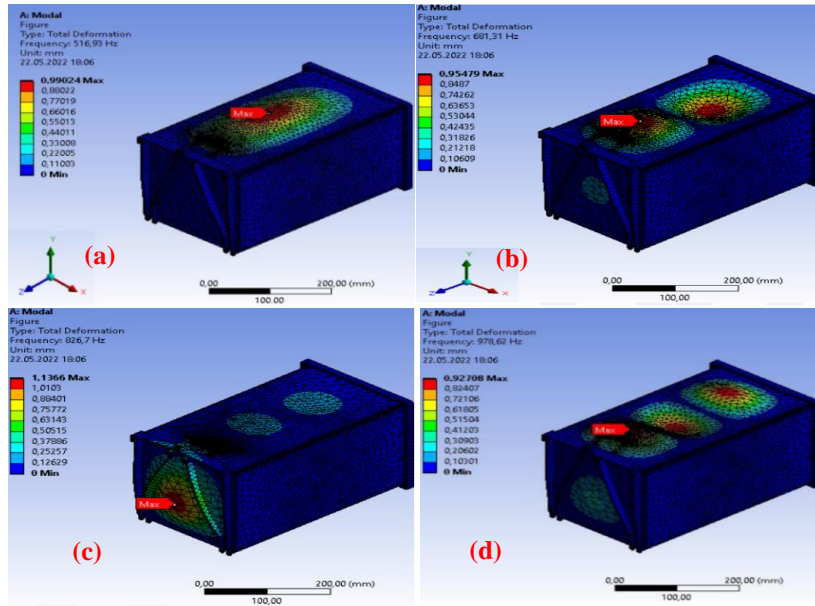 A: Modal
Figure
Type: Total Deformation
Frequency: 516,93 Hz
Unit: mm
22.05.2022 18:06
0.99024 Max
0,88022
0,77019
0,66016
0,55013
0,44011
0,33008
0,22005
0,11003
0 Min
Max
Y
Z
X
(a)
0,00
200,00 (mm)
100,00
A: Modal
Figure
Type: Total Deformation
Frequency: 681,31 Hz
Unit: mm
22.05.2022 18:06
0.95479 Max
0,8487
0,74262
0,63653
0,53044
0,42435
0,31826
0,21218
0,10609
0 Min
Max
Y
Z
X
(b)
0,00
200,00 (mm)
100,00
A: Modal
Figure
Type: Total Deformation
Frequency: 826,7 Hz
Unit: mm
22.05.2022 18:06
1.1366 Max
1,0103
0,88401
0,75772
0,63143
0,50515
0,37886
0,25257
0,12629
0 Min
Max
(c)
0,00
200,00 (mm)
100,00
A: Modal
Figure
Type: Total Deformation
Frequency: 978,62 Hz
Unit: mm
22.05.2022 18:06
0.92708 Max
0,82407
0,72106
0,61805
0,51504
0,41203
0,30903
0,20602
0,10301
0 Min
Max
(d)
0,00
200,00 (mm)
100,00